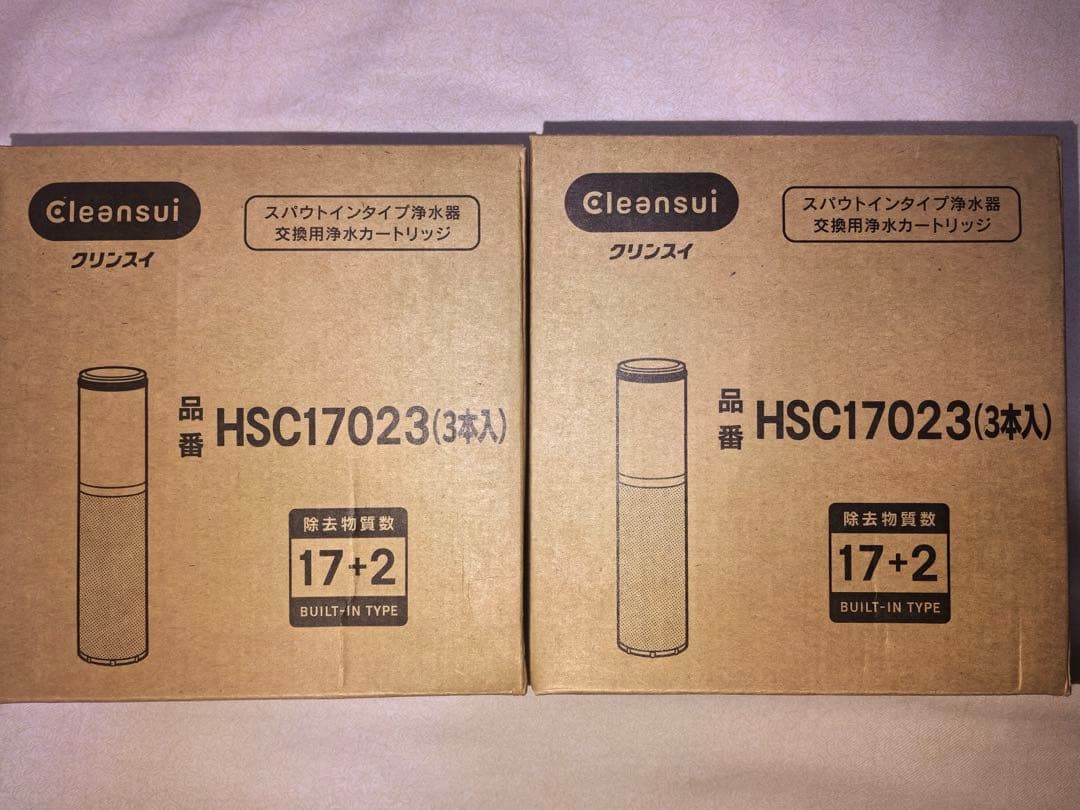 Cleansui
クリンスイ
スパウトインタイプ浄水器
交換用浄水カートリッジ
品番 HSC17023(3本入)
除去物質数
17+2
BUILT-IN TYPE
Cleansui
クリンスイ
スパウトインタイプ浄水器
交換用浄水カートリッジ
品番 HSC17023(3本入)
除去物質数
17+2
BUILT-IN TYPE